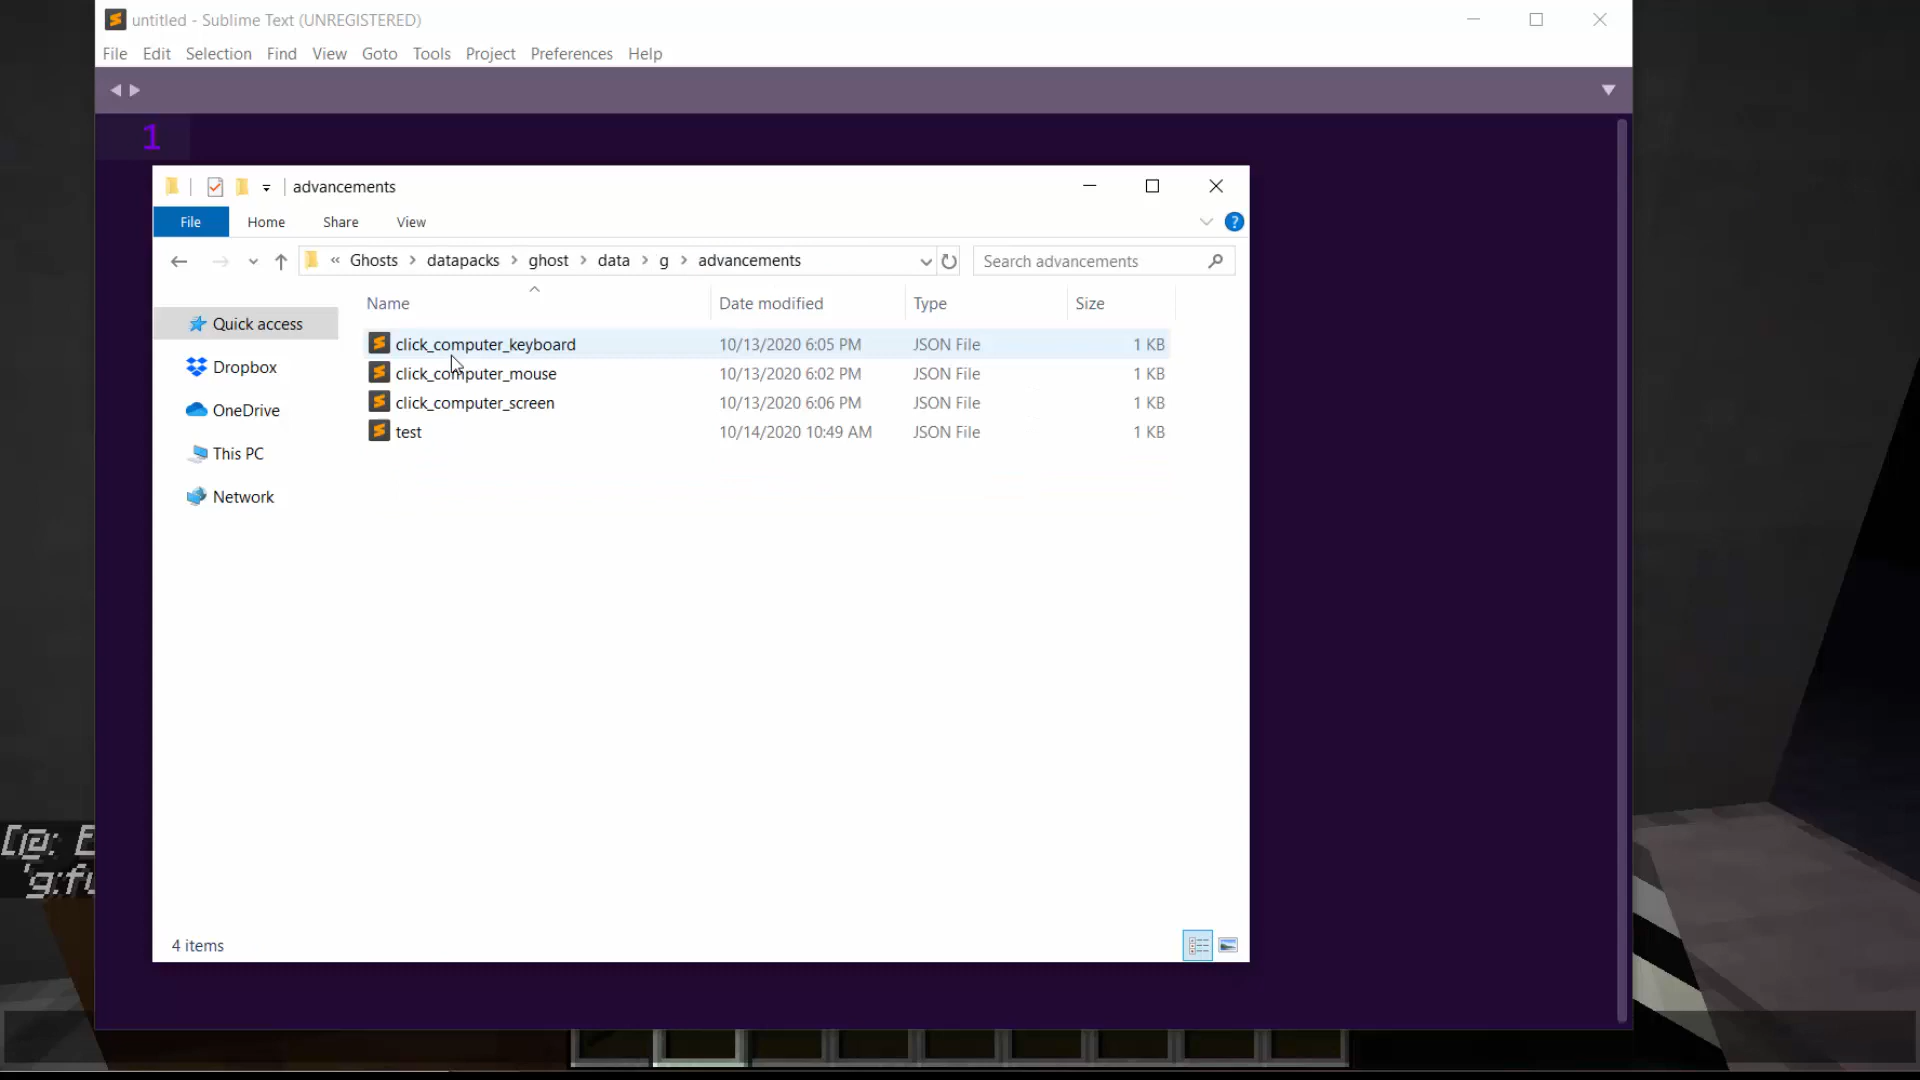 untitled - Sublime Text (UNREGISTERED)
File Edit Selection Find View Goto Tools Project Preferences Help
1
advancements
File Home Share View
« Ghosts > datapacks > ghost > data > g > advancements
Search advancements
Name Date modified Type Size
Quick access
Dropbox
OneDrive
This PC
Network
click_computer_keyboard 10/13/2020 6:05 PM JSON File 1 KB
click_computer_mouse 10/13/2020 6:02 PM JSON File 1 KB
click_computer_screen 10/13/2020 6:06 PM JSON File 1 KB
test 10/14/2020 10:49 AM JSON File 1 KB
[@: E
'g:fu
4 items